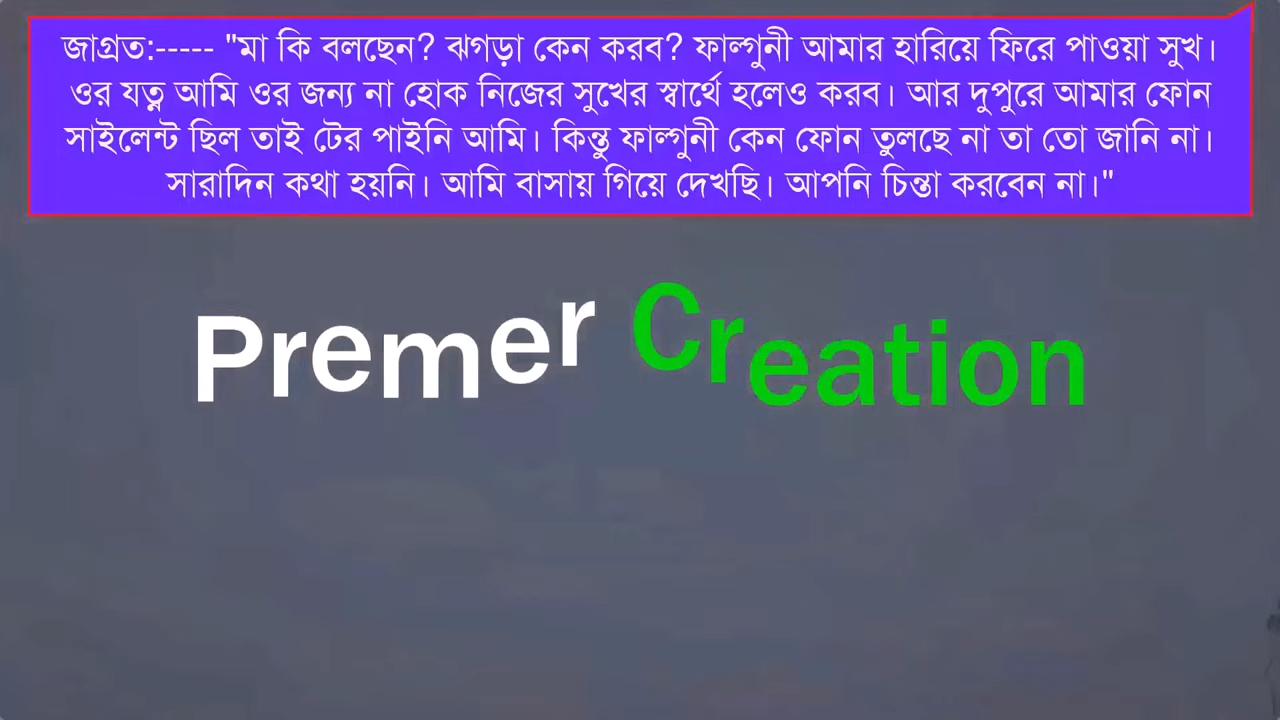 জাগ্রত:----- "মা কি বলছেন? ঝগড়া কেন করব? ফাল্গুনী আমার হারিয়ে ফিরে পাওয়া সুখ।
ওর যত্ন আমি ওর জন্য না হোক নিজের সুখের স্বার্থে হলেও করব। আর দুপুরে আমার ফোন
সাইলেন্ট ছিল তাই টের পাইনি আমি। কিন্তু ফাল্গুনী কেন ফোন তুলছে না তা তো জানি না।
সারাদিন কথা হয়নি। আমি বাসায় গিয়ে দেখছি। আপনি চিন্তা করবেন না।"
Premer Creation